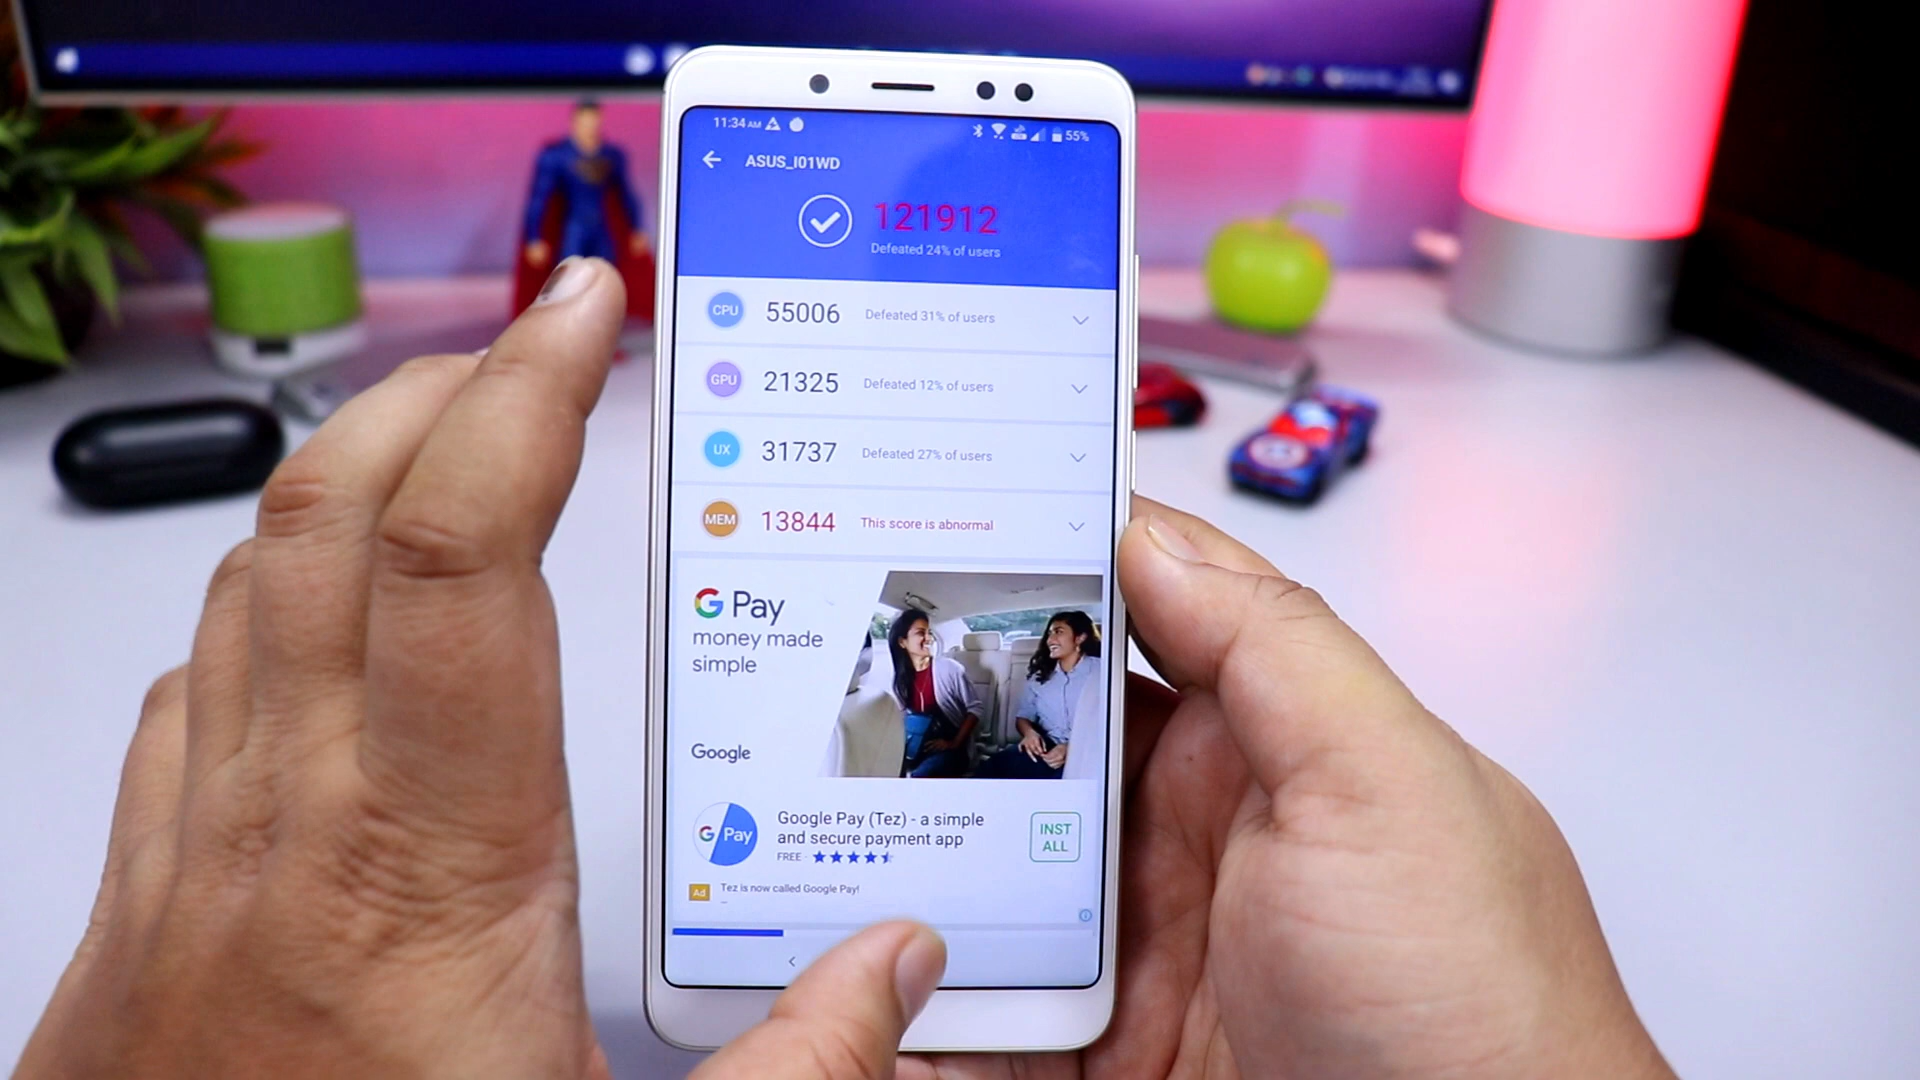 11:34 AM
55%
ASUS_I01WD
121912
Defeated 24% of users
CPU 55006 Defeated 31% of users
GPU 21325 Defeated 12% of users
UX 31737 Defeated 27% of users
MEM 13844 This score is abnormal
G Pay
money made
simple
Google
G Pay
Google Pay (Tez) - a simple
and secure payment app
FREE
INST
ALL
Ad
Tez is now called Google Pay!